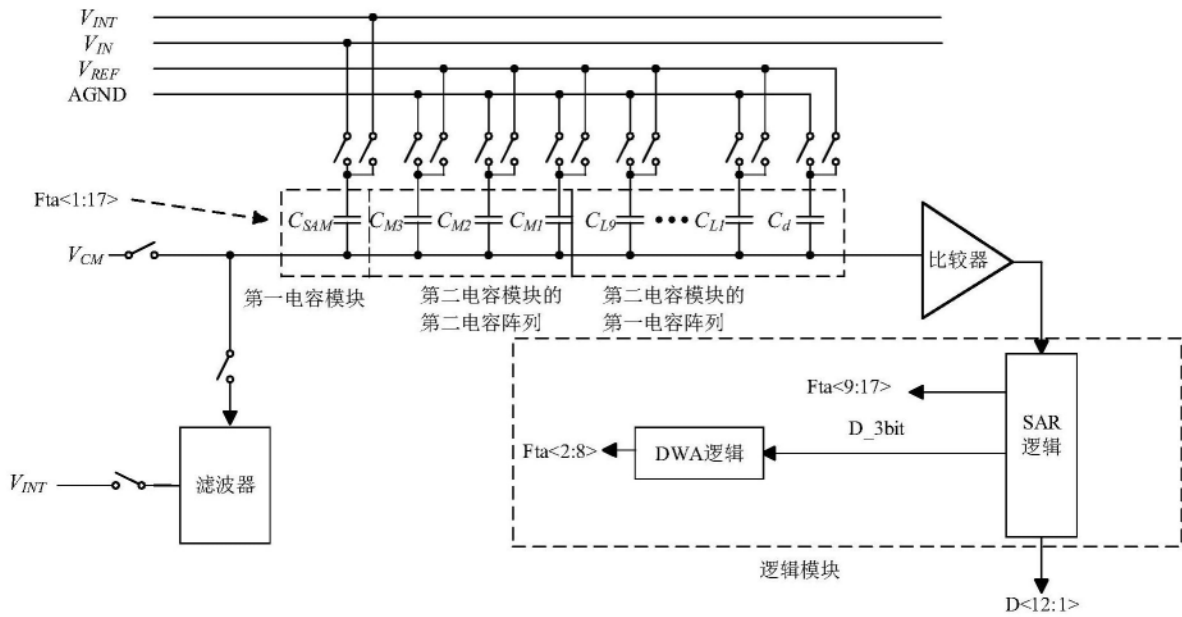 V_INT
V_IN
V_REF
AGND
Fta<1:17>
C_SAM C_M3 C_M2 C_M1 C_L9 ••• C_L1 C_d
V_CM
比较器
第一电容模块
第二电容模块的
第二电容阵列
第二电容模块的
第一电容阵列
Fta<9:17>
SAR
逻辑
D_3bit
Fta<2:8>
DWA逻辑
V_INT
滤波器
逻辑模块
D<12:1>